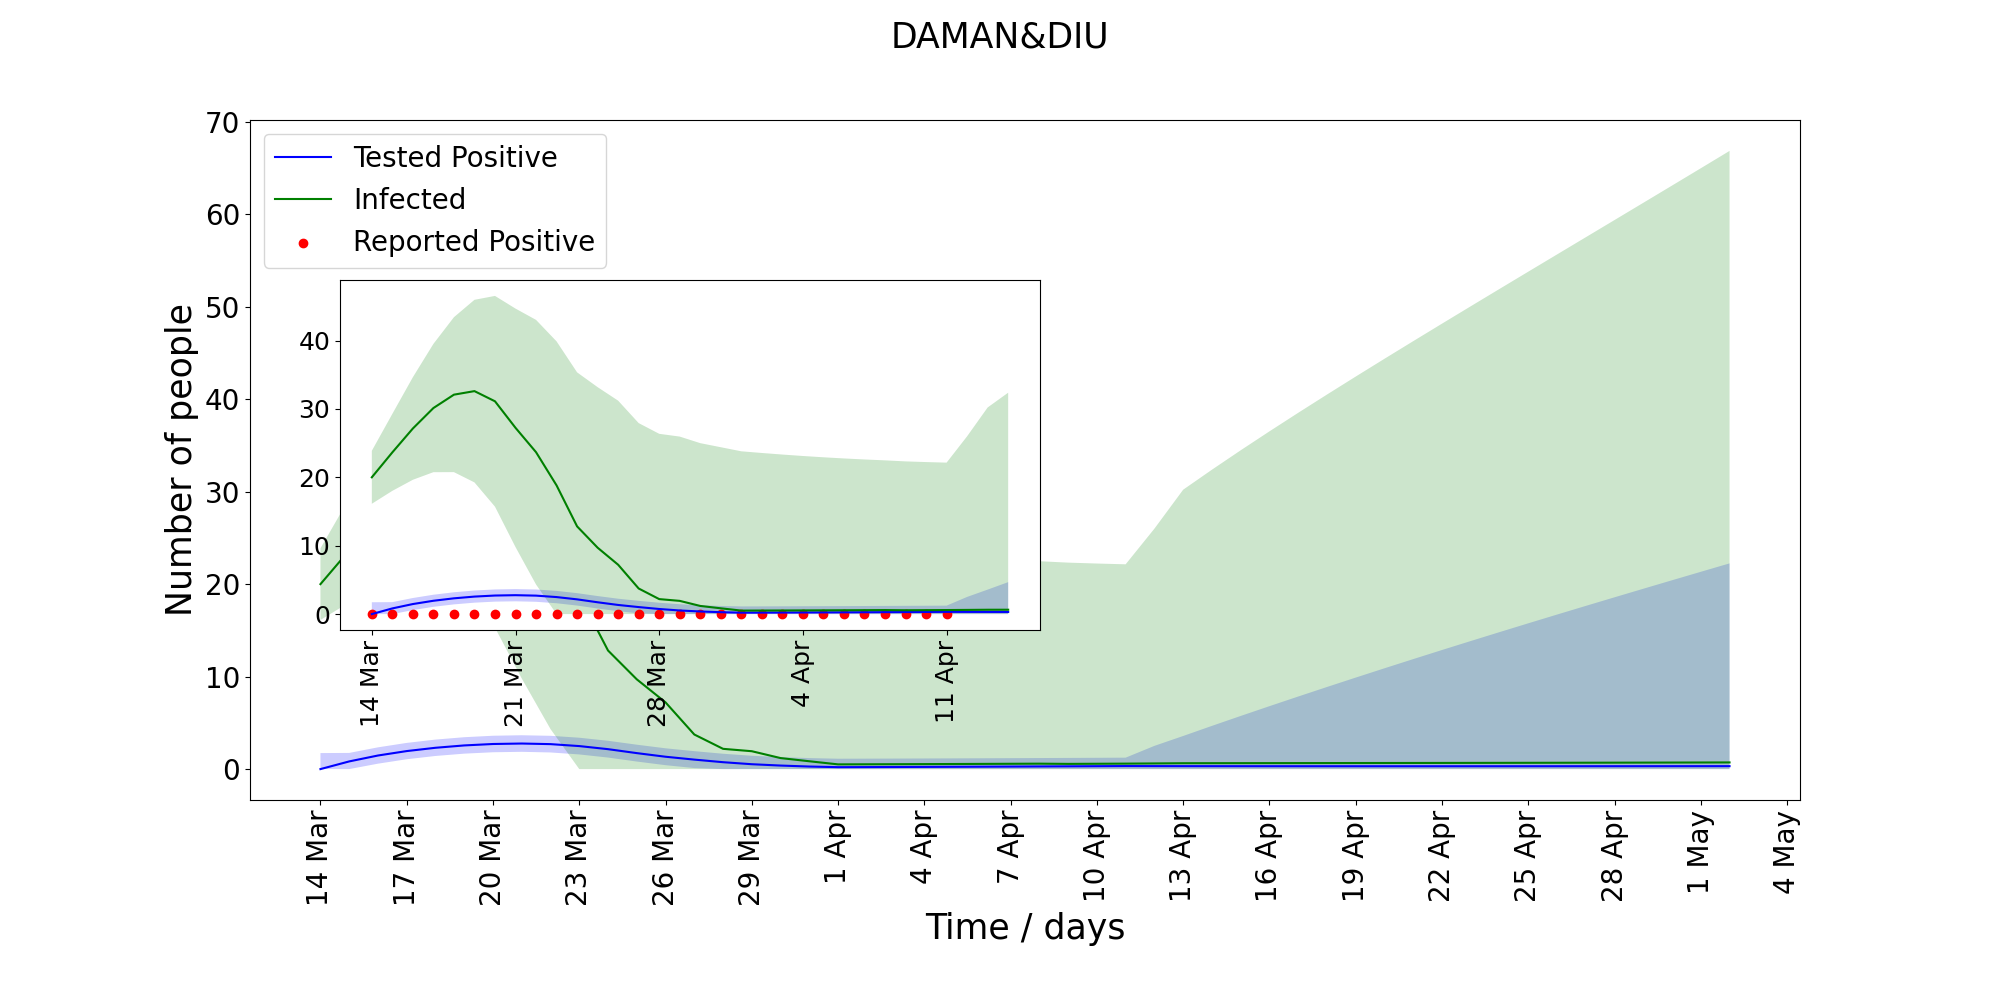 DAMAN&DIU
70
60
50
40
30
20
10
0
Number of people
Tested Positive
Infected
Reported Positive
40
30
20
10
0
14 Mar
21 Mar
28 Mar
4 Apr
11 Apr
14 Mar
17 Mar
20 Mar
23 Mar
26 Mar
29 Mar
1 Apr
4 Apr
7 Apr
10 Apr
13 Apr
16 Apr
19 Apr
22 Apr
25 Apr
28 Apr
1 May
4 May
Time / days